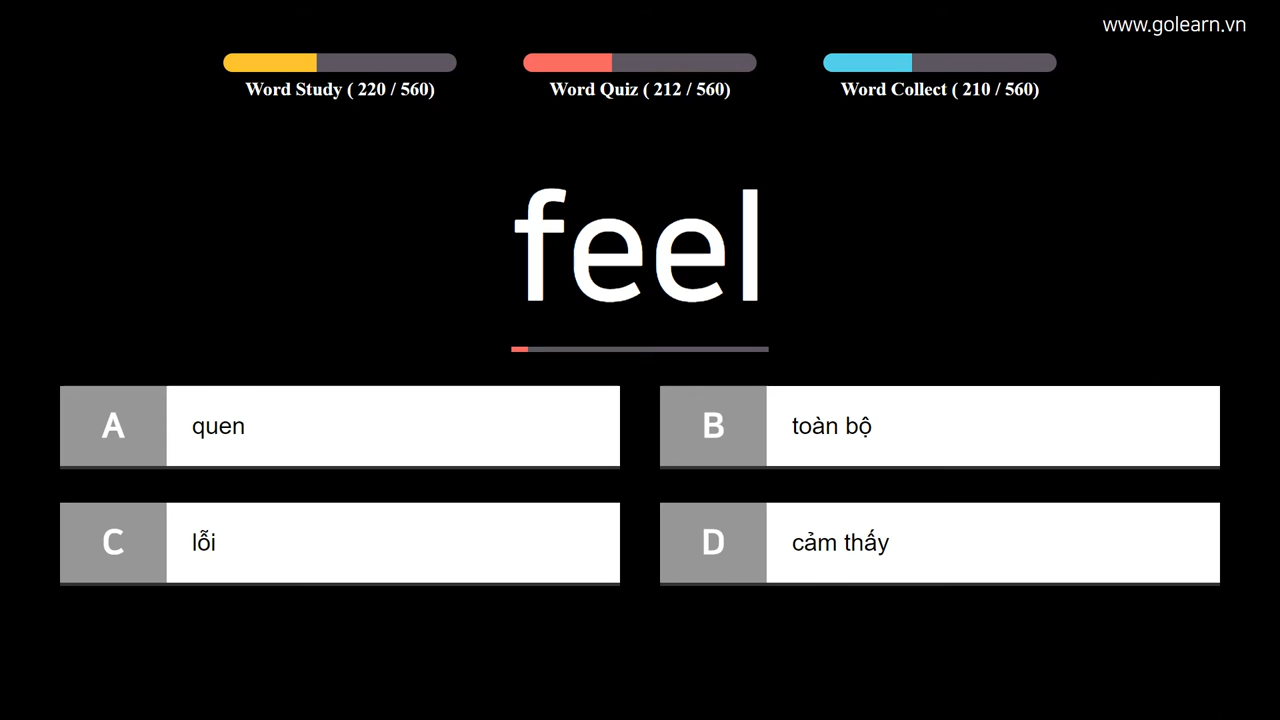 www.golearn.vn
Word Study ( 220 / 560)
Word Quiz ( 212 / 560)
Word Collect ( 210 / 560)
feel
A quen
B toàn bộ
C lỗi
D cảm thấy